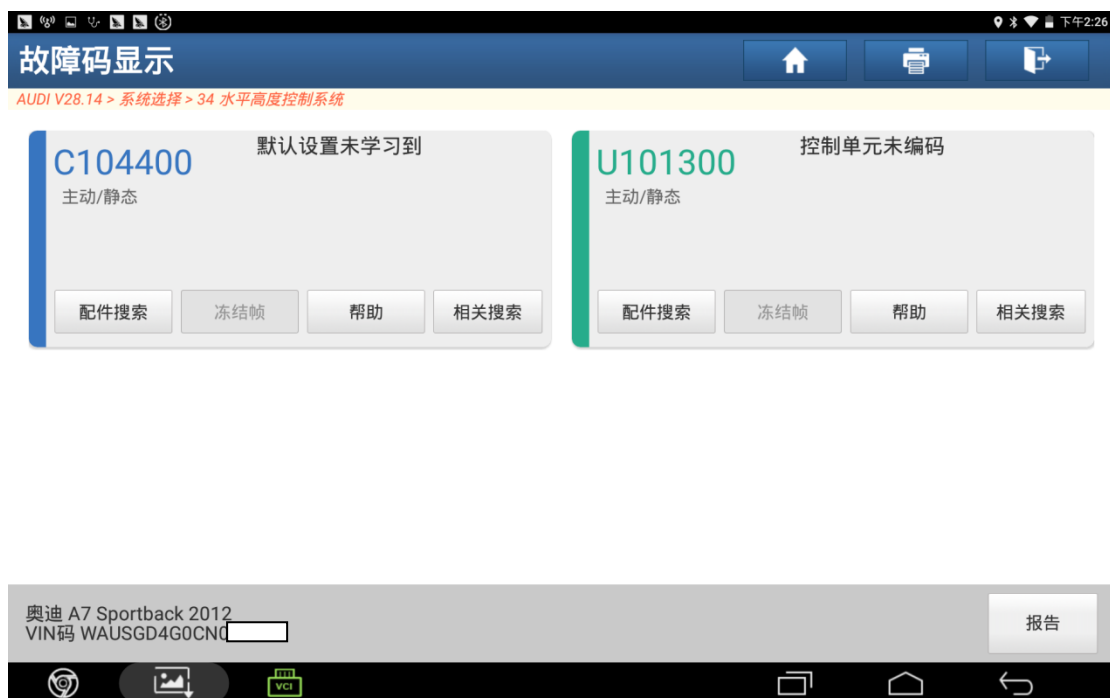 下午2:26
故障码显示
AUDI V28.14 > 系统选择 > 34 水平高度控制系统
C104400 默认设置未学习到
主动/静态
配件搜索 冻结帧 帮助 相关搜索
U101300 控制单元未编码
主动/静态
配件搜索 冻结帧 帮助 相关搜索
奥迪 A7 Sportback 2012
VIN码 WAUSGD4G0CN0
报告
VCI